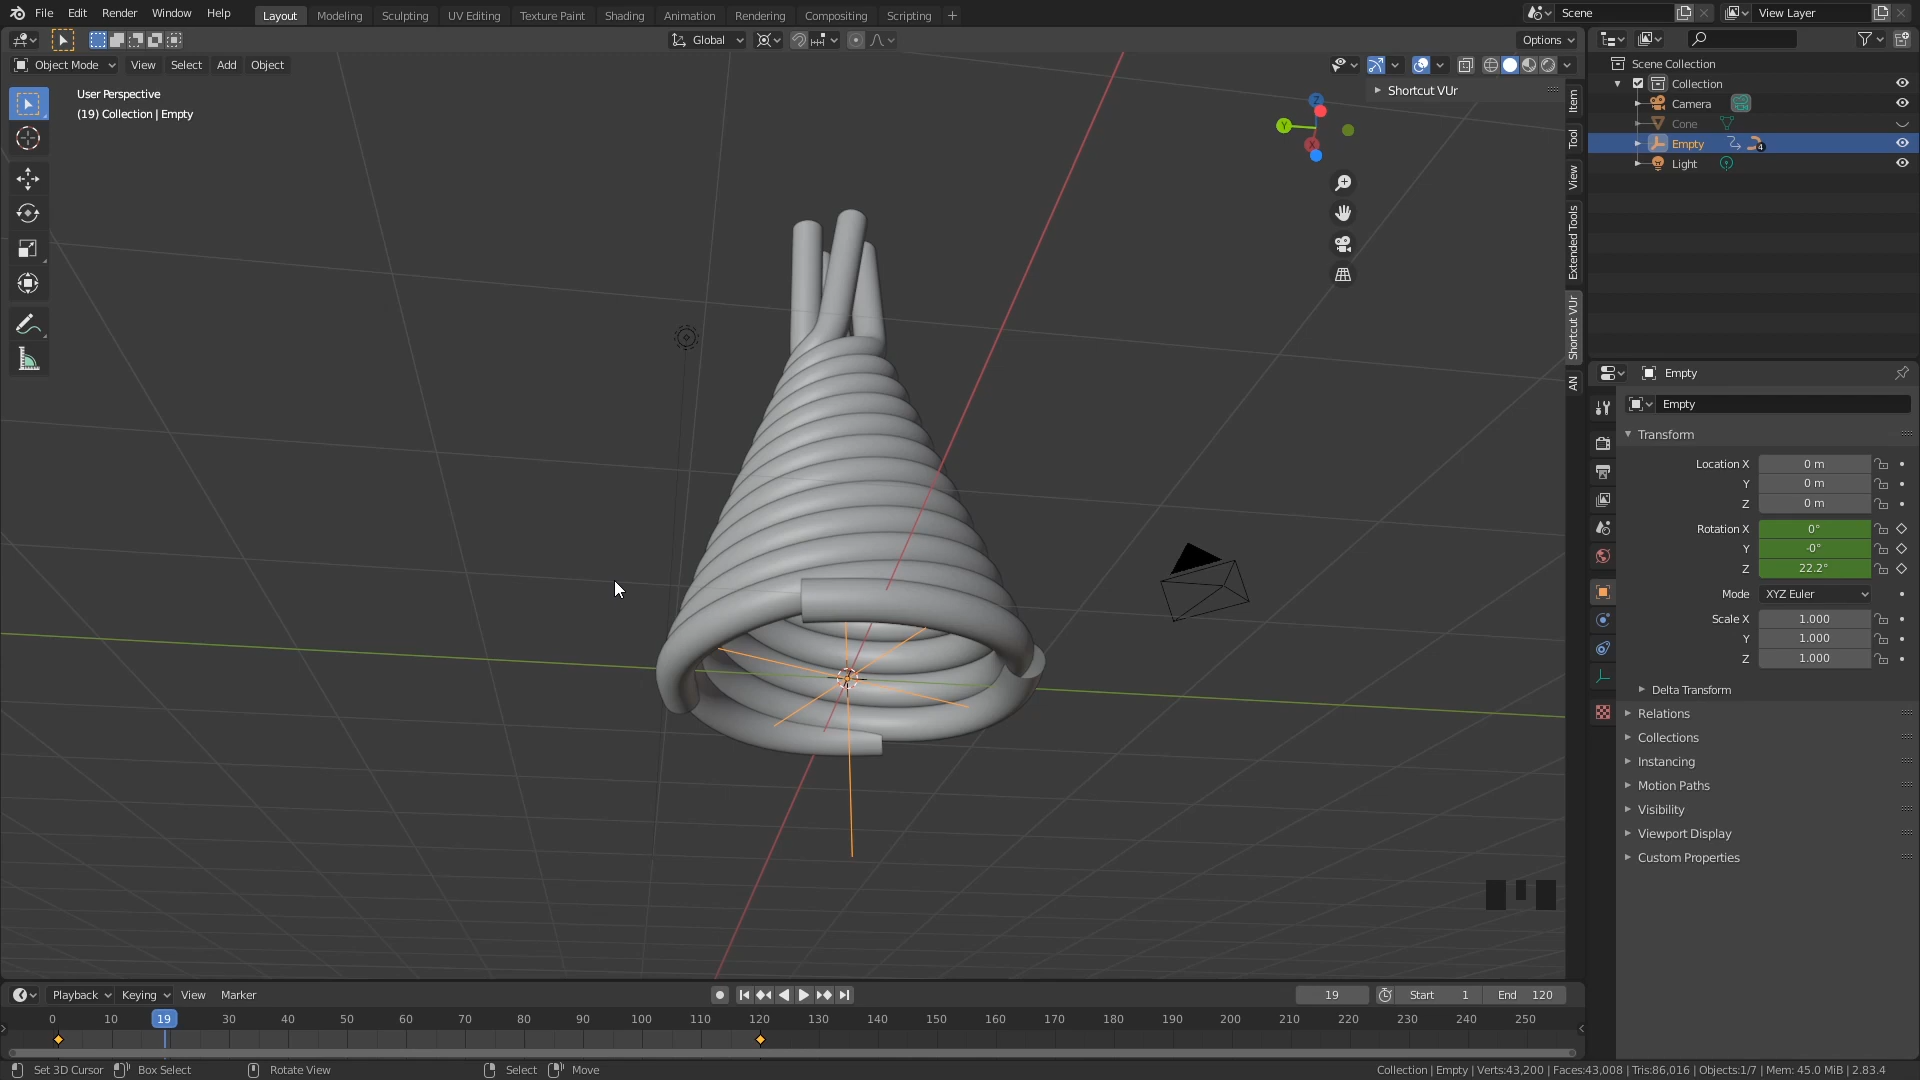 File Edit Render Window Help Layout Modeling Sculpting UV Editing Texture Paint Shading Animation Rendering Compositing Scripting + Scene View Layer
Global Options
Object Mode View Select Add Object
User Perspective
(19) Collection | Empty
Shortcut VUr
Z
Y
X
Item
Tool
View
Extended Tools
Shortcut VUr
AN
Scene Collection
Collection
Camera
Cone
Empty 4
Light
Empty
Empty
Transform
Location X 0 m
Y 0 m
Z 0 m
Rotation X 0°
Y -0°
Z 22.2°
Mode XYZ Euler
Scale X 1.000
Y 1.000
Z 1.000
Delta Transform
Relations
Collections
Instancing
Motion Paths
Visibility
Viewport Display
Custom Properties
Playback Keying View Marker 19 Start 1 End 120
0 10 19 30 40 50 60 70 80 90 100 110 120 130 140 150 160 170 180 190 200 210 220 230 240 250
Set 3D Cursor Box Select Rotate View Select Move Collection | Empty | Verts:43,200 | Faces:43,008 | Tris:86,016 | Objects:1/7 | Mem: 45.0 MiB | 2.83.4